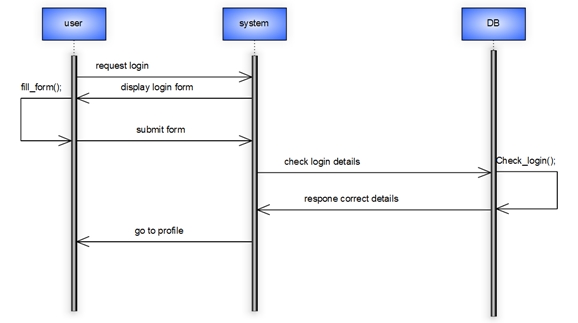 user
system
DB
request login
fill_form();
display login form
submit form
check login details
Check_login();
respone correct details
go to profile